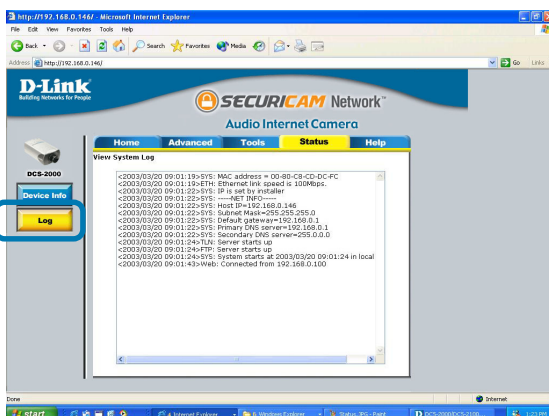 http://192.168.0.146/ - Microsoft Internet Explorer
File Edit View Favorites Tools Help
Back Search Favorites Media
Address http://192.168.0.146/ Go Links
D-Link
Building Networks for People
SECURICAM Network™
Audio Internet Camera
Home Advanced Tools Status Help
DCS-2000
Device Info
Log
View System Log
<2003/03/20 09:01:19>SYS: MAC address = 00-80-C8-CD-DC-FC
<2003/03/20 09:01:19>ETH: Ethernet link speed is 100Mbps.
<2003/03/20 09:01:22>SYS: IP is set by installer
<2003/03/20 09:01:22>SYS: -----NET INFO-----
<2003/03/20 09:01:22>SYS: Host IP=192.168.0.146
<2003/03/20 09:01:22>SYS: Subnet Mask=255.255.255.0
<2003/03/20 09:01:22>SYS: Default gateway=192.168.0.1
<2003/03/20 09:01:22>SYS: Primary DNS server=192.168.0.1
<2003/03/20 09:01:22>SYS: Secondary DNS server=255.0.0.0
<2003/03/20 09:01:24>TLN: Server starts up
<2003/03/20 09:01:24>FTP: Server starts up
<2003/03/20 09:01:24>SYS: System starts at 2003/03/20 09:01:24 in local
<2003/03/20 09:01:43>Web: Connected from 192.168.0.100
Done Internet
start 4 Internet Explorer 6 Windows Explorer Status.JPG - Paint DCS-2000/DCS-2100... 1:23 PM